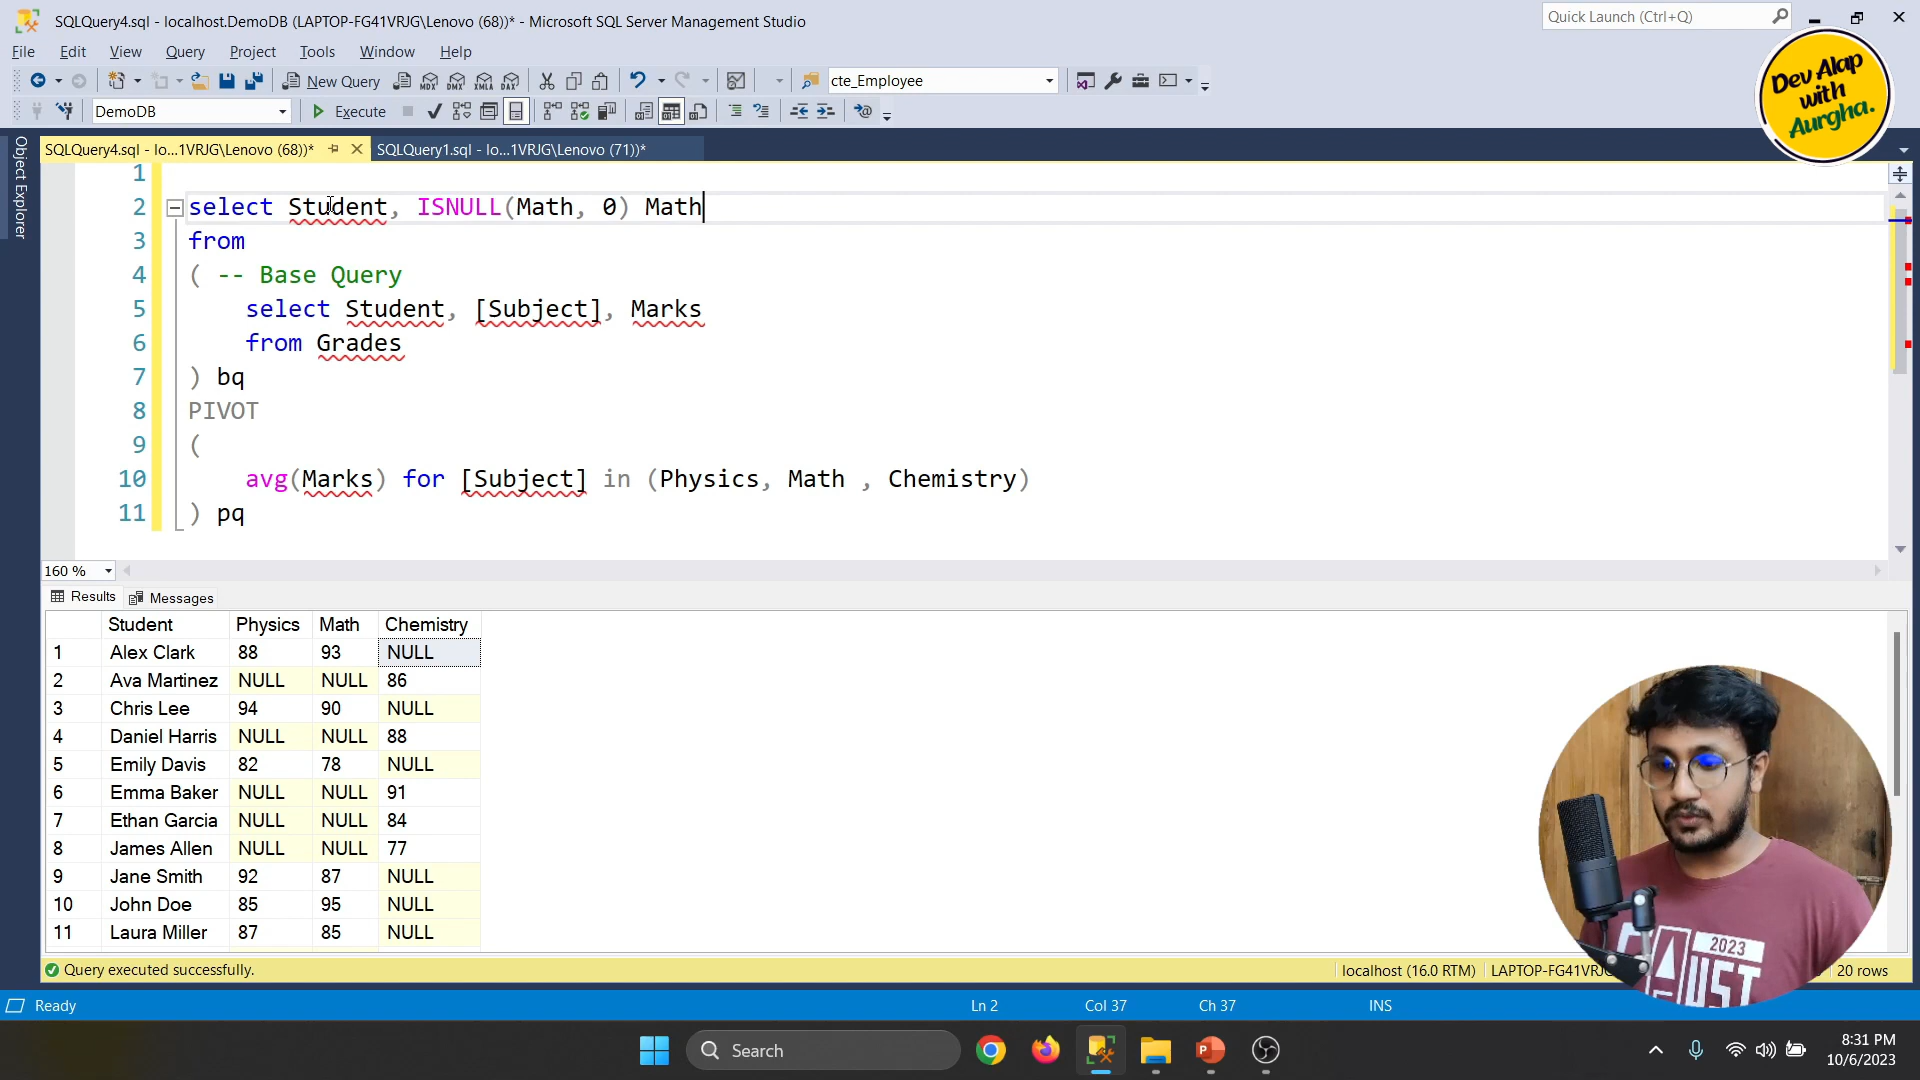 SQLQuery4.sql - localhost.DemoDB (LAPTOP-FG41VRJG\Lenovo (68))* - Microsoft SQL Server Management Studio
Quick Launch (Ctrl+Q)
File Edit View Query Project Tools Window Help
New Query
MDX DMX XMLA DAX
cte_Employee
DemoDB
Execute
Dev Alap
with
Aurgha.
SQLQuery4.sql - lo...1VRJG\Lenovo (68))*
SQLQuery1.sql - lo...1VRJG\Lenovo (71))*
Object Explorer
1
2 select Student, ISNULL(Math, 0) Math
3 from
4 ( -- Base Query
5 select Student, [Subject], Marks
6 from Grades
7 ) bq
8 PIVOT
9 (
10 avg(Marks) for [Subject] in (Physics, Math , Chemistry)
11 ) pq
160 %
Results Messages
Student Physics Math Chemistry
1 Alex Clark 88 93 NULL
2 Ava Martinez NULL NULL 86
3 Chris Lee 94 90 NULL
4 Daniel Harris NULL NULL 88
5 Emily Davis 82 78 NULL
6 Emma Baker NULL NULL 91
7 Ethan Garcia NULL NULL 84
8 James Allen NULL NULL 77
9 Jane Smith 92 87 NULL
10 John Doe 85 95 NULL
11 Laura Miller 87 85 NULL
2023
UST
Query executed successfully.
localhost (16.0 RTM) LAPTOP-FG41VRJG 20 rows
Ready Ln 2 Col 37 Ch 37 INS
Search
8:31 PM
10/6/2023